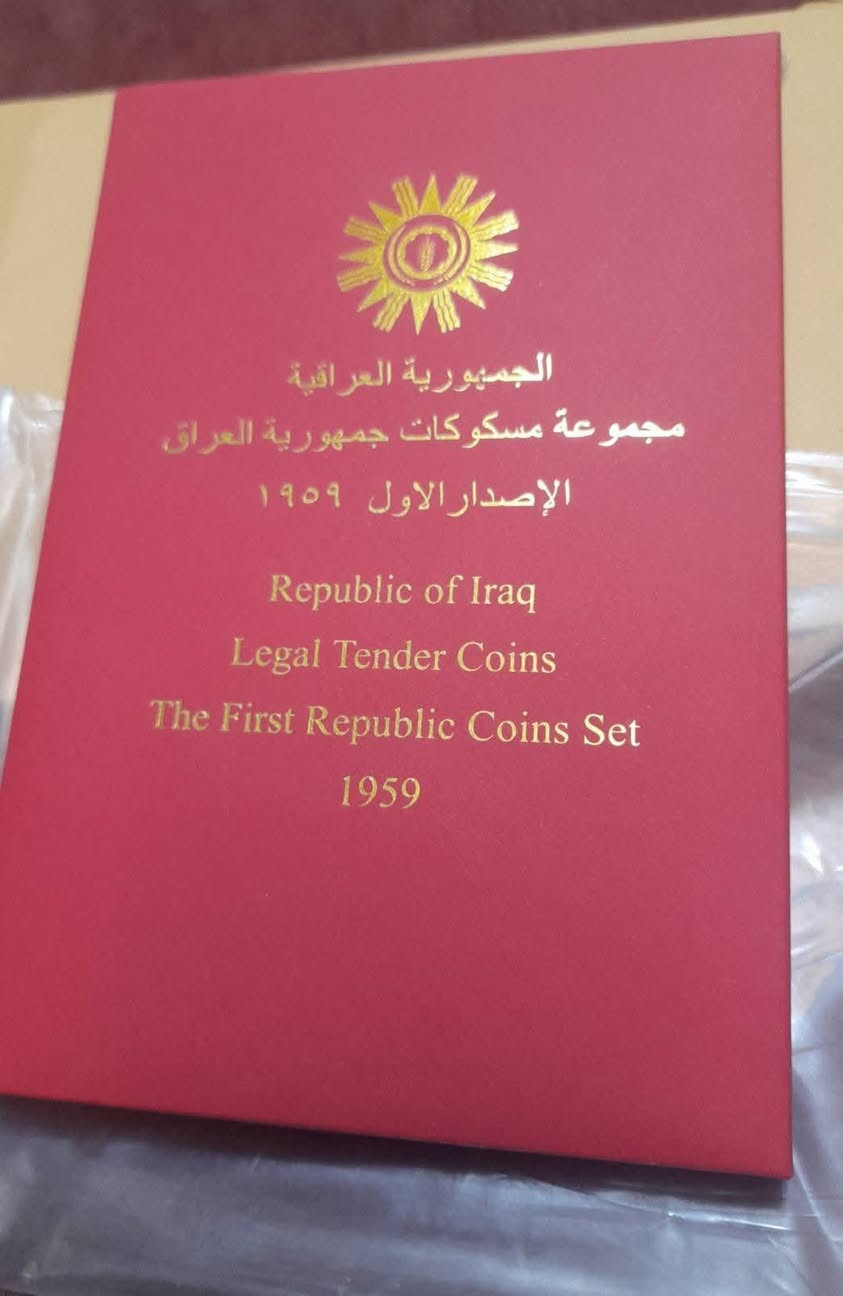 الجمهورية العراقية
مجموعة مسكوكات جمهورية العراق
الإصدار الاول ١٩٥٩
Republic of Iraq
Legal Tender Coins
The First Republic Coins Set
1959